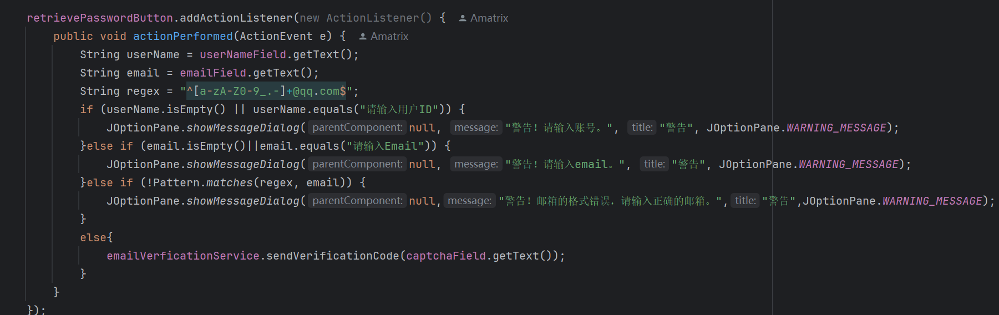 retrievePasswordButton.addActionListener(new ActionListener() { Amatrix
public void actionPerformed(ActionEvent e) { Amatrix
String userName = userNameField.getText();
String email = emailField.getText();
String regex = "^[a-zA-Z0-9_.-]+@qq.com$";
if (userName.isEmpty() || userName.equals("请输入用户ID")) {
JOptionPane.showMessageDialog( parentComponent: null, message: "警告！请输入账号。", title: "警告", JOptionPane.WARNING_MESSAGE);
}else if (email.isEmpty()||email.equals("请输入Email")) {
JOptionPane.showMessageDialog( parentComponent: null, message: "警告！请输入email。", title: "警告", JOptionPane.WARNING_MESSAGE);
}else if (!Pattern.matches(regex, email)) {
JOptionPane.showMessageDialog( parentComponent: null, message: "警告！邮箱的格式错误，请输入正确的邮箱。", title: "警告",JOptionPane.WARNING_MESSAGE);
}
else{
emailVerficationService.sendVerificationCode(captchaField.getText());
}
}
});